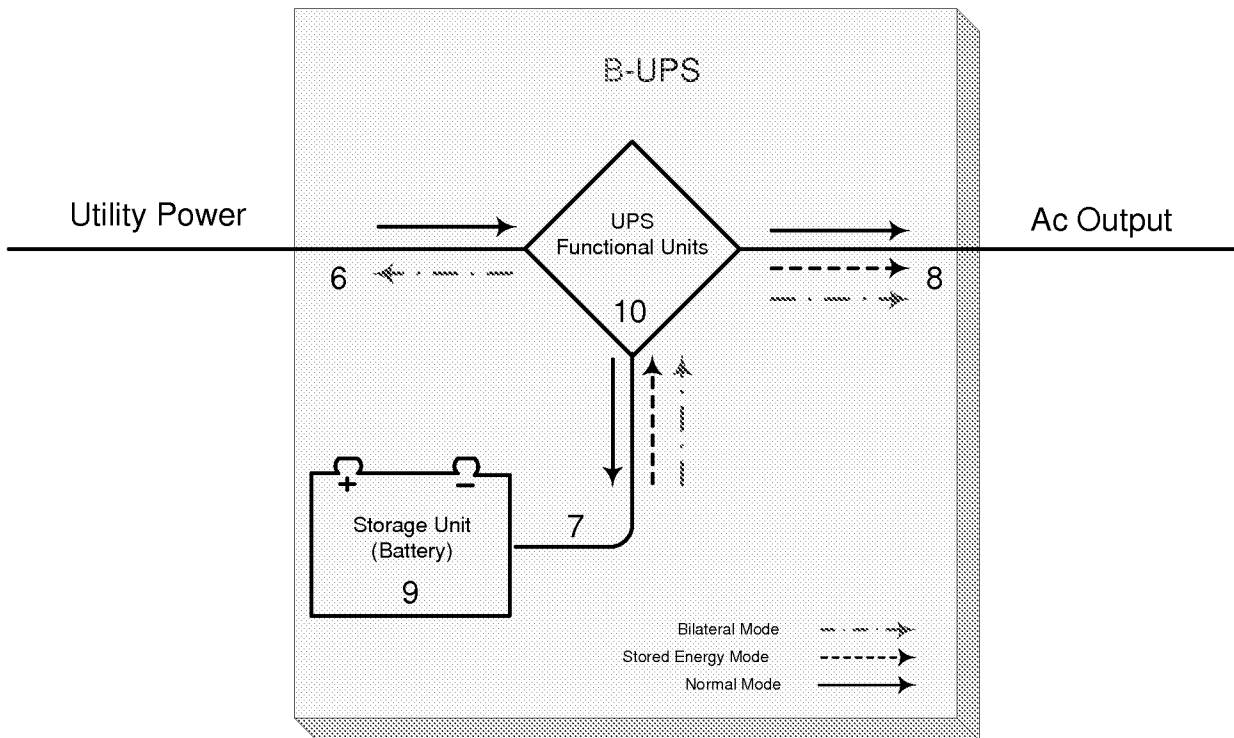 B-UPS
Utility Power
Ac Output
UPS
Functional Units
6
8
10
+
−
Storage Unit
(Battery)
7
9
Bilateral Mode
Stored Energy Mode
Normal Mode